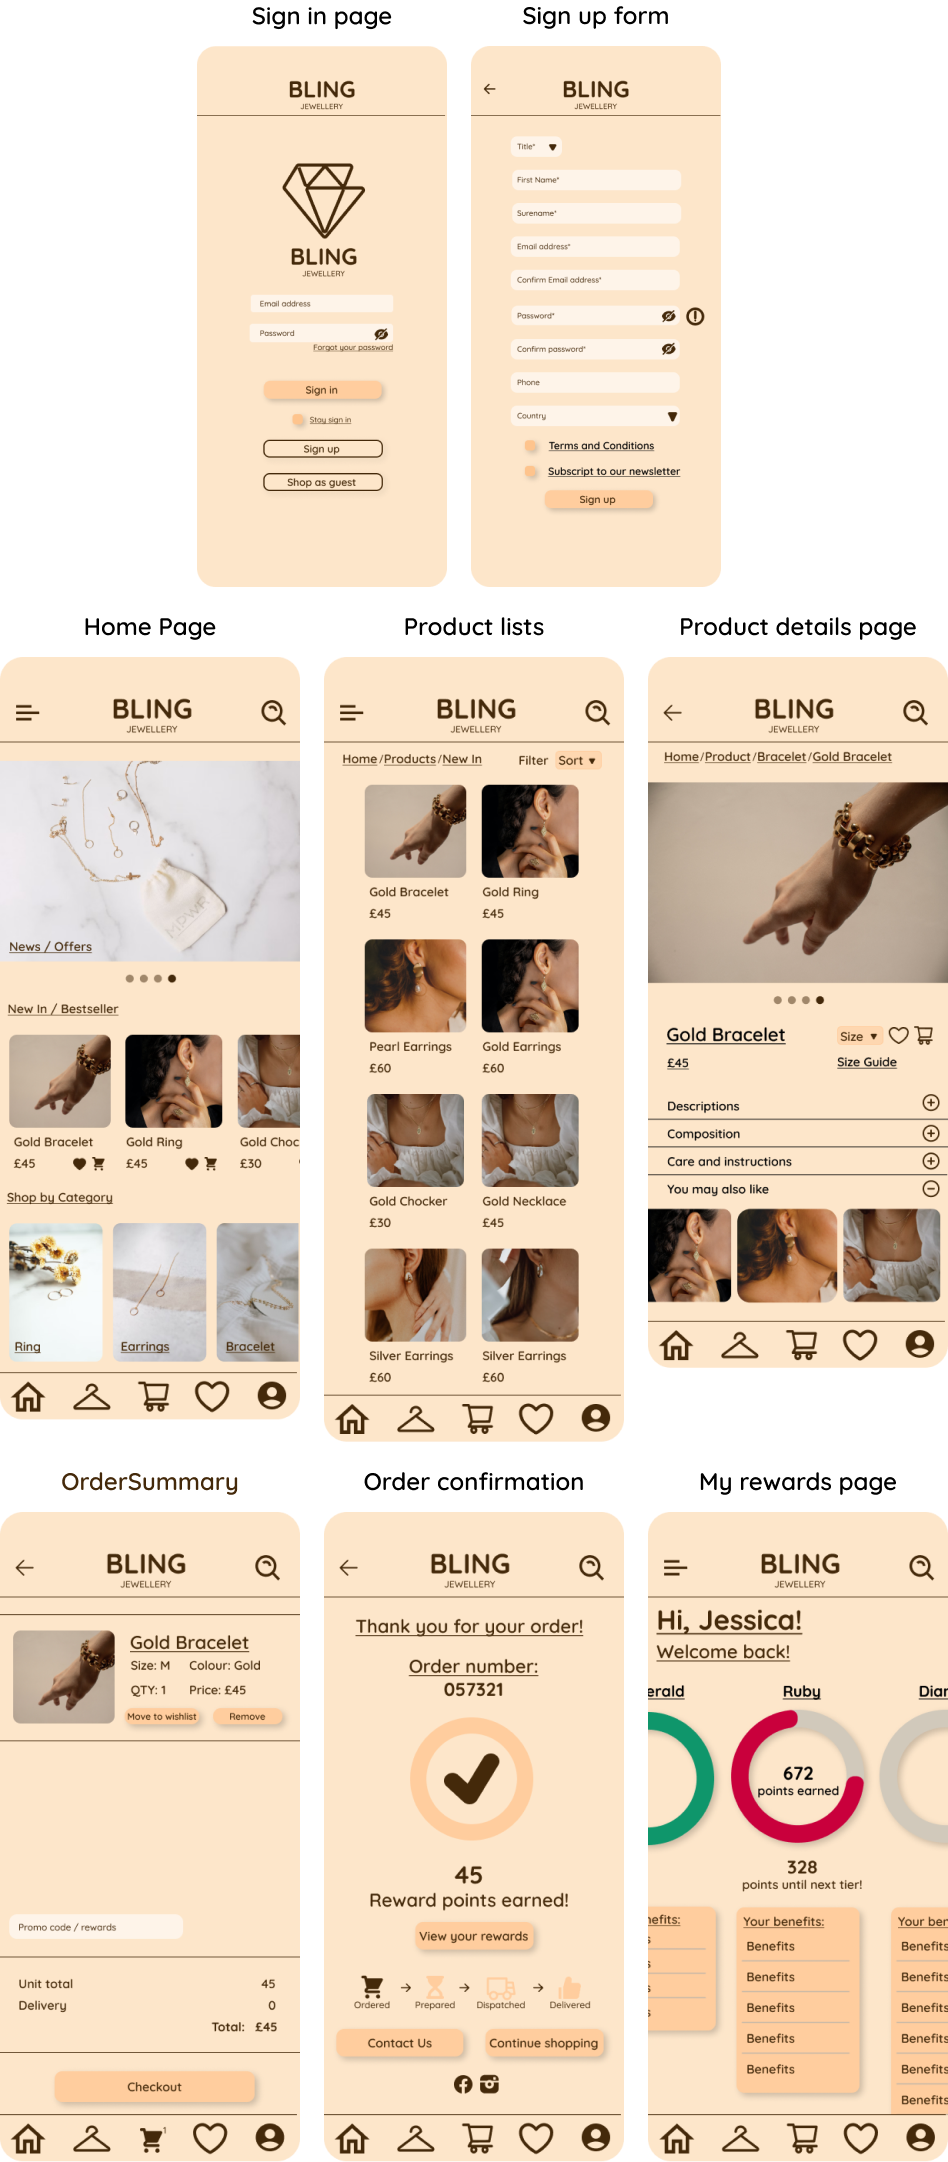 Sign in page
Sign up form
BLING
JEWELLERY
BLING
JEWELLERY
Email address
Password
Forgot your password
Sign in
Stay sign in
Sign up
Shop as guest
BLING
JEWELLERY
Title*
First Name*
Surename*
Email address*
Confirm Email address*
Password*
Confirm password*
Phone
Country
Terms and Conditions
Subscript to our newsletter
Sign up
Home Page
Product lists
Product details page
BLING
JEWELLERY
MPWR
News / Offers
New In / Bestseller
Gold Bracelet
£45
Gold Ring
£45
Gold Choc
£30
Shop by Category
Ring
Earrings
Bracelet
BLING
JEWELLERY
Home / Products / New In
Filter
Sort
Gold Bracelet
£45
Gold Ring
£45
Pearl Earrings
£60
Gold Earrings
£60
Gold Chocker
£30
Gold Necklace
£45
Silver Earrings
£60
Silver Earrings
£60
BLING
JEWELLERY
Home/Product/Bracelet/Gold Bracelet
Gold Bracelet
Size
£45
Size Guide
Descriptions
Composition
Care and instructions
You may also like
OrderSummary
Order confirmation
My rewards page
BLING
JEWELLERY
Gold Bracelet
Size: M Colour: Gold
QTY: 1 Price: £45
Move to wishlist
Remove
Promo code / rewards
Unit total 45
Delivery 0
Total: £45
Checkout
1
BLING
JEWELLERY
Thank you for your order!
Order number:
057321
45
Reward points earned!
View your rewards
Ordered
Prepared
Dispatched
Delivered
Contact Us
Continue shopping
BLING
JEWELLERY
Hi, Jessica!
Welcome back!
erald
Ruby
Diar
672
points earned
328
points until next tier!
nefits:
s
s
s
s
Your benefits:
Benefits
Benefits
Benefits
Benefits
Benefits
Your ber
Benefits
Benefits
Benefits
Benefits
Benefits
Benefits